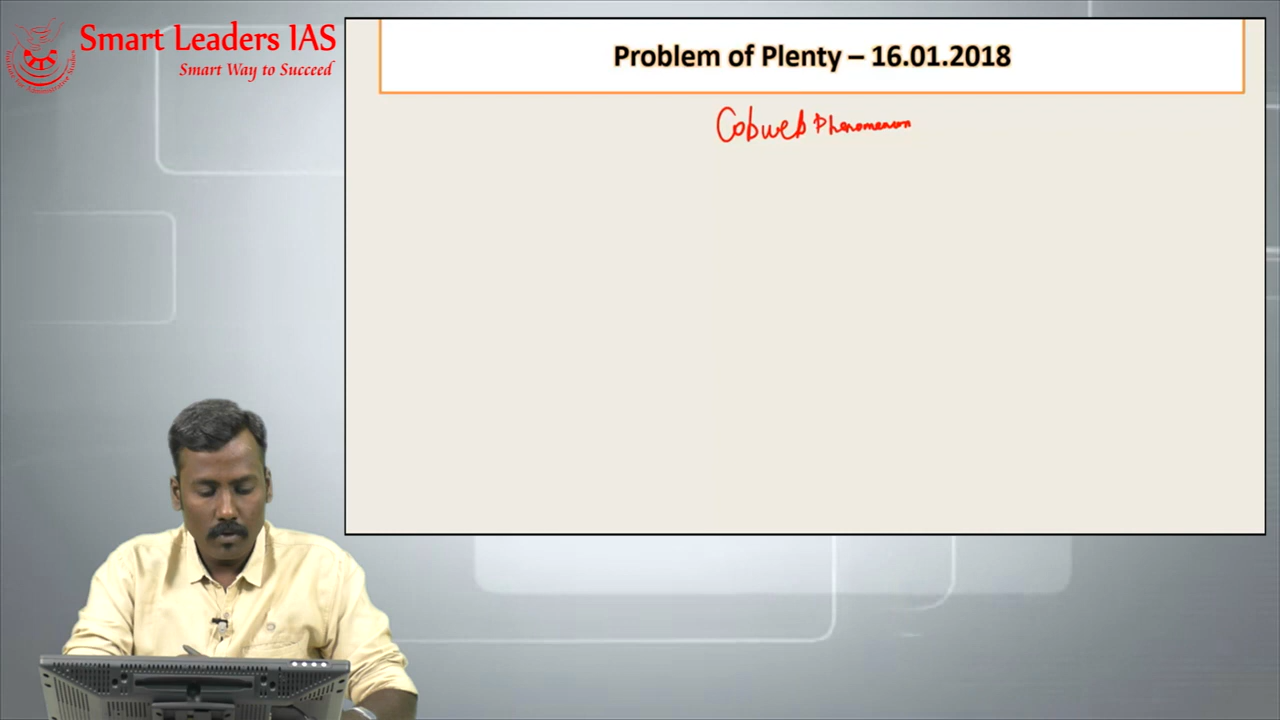 Smart Leaders IAS
Smart Way to Succeed
Problem of Plenty – 16.01.2018
Cobweb Phenomenon